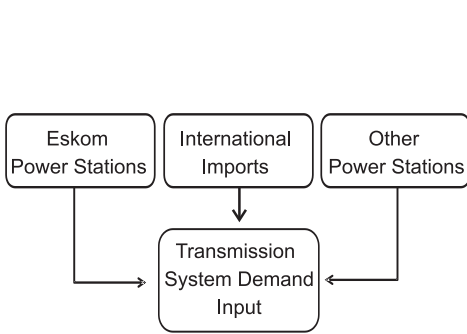 Eskom
Power Stations
International
Imports
Other
Power Stations
Transmission
System Demand
Input